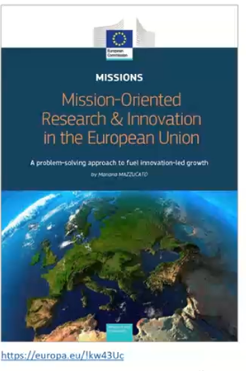 European
Commission
MISSIONS
Mission-Oriented
Research & Innovation
in the European Union
A problem-solving approach to fuel innovation-led growth
by Mariana MAZZUCATO
https://europa.eu/!kw43Uc